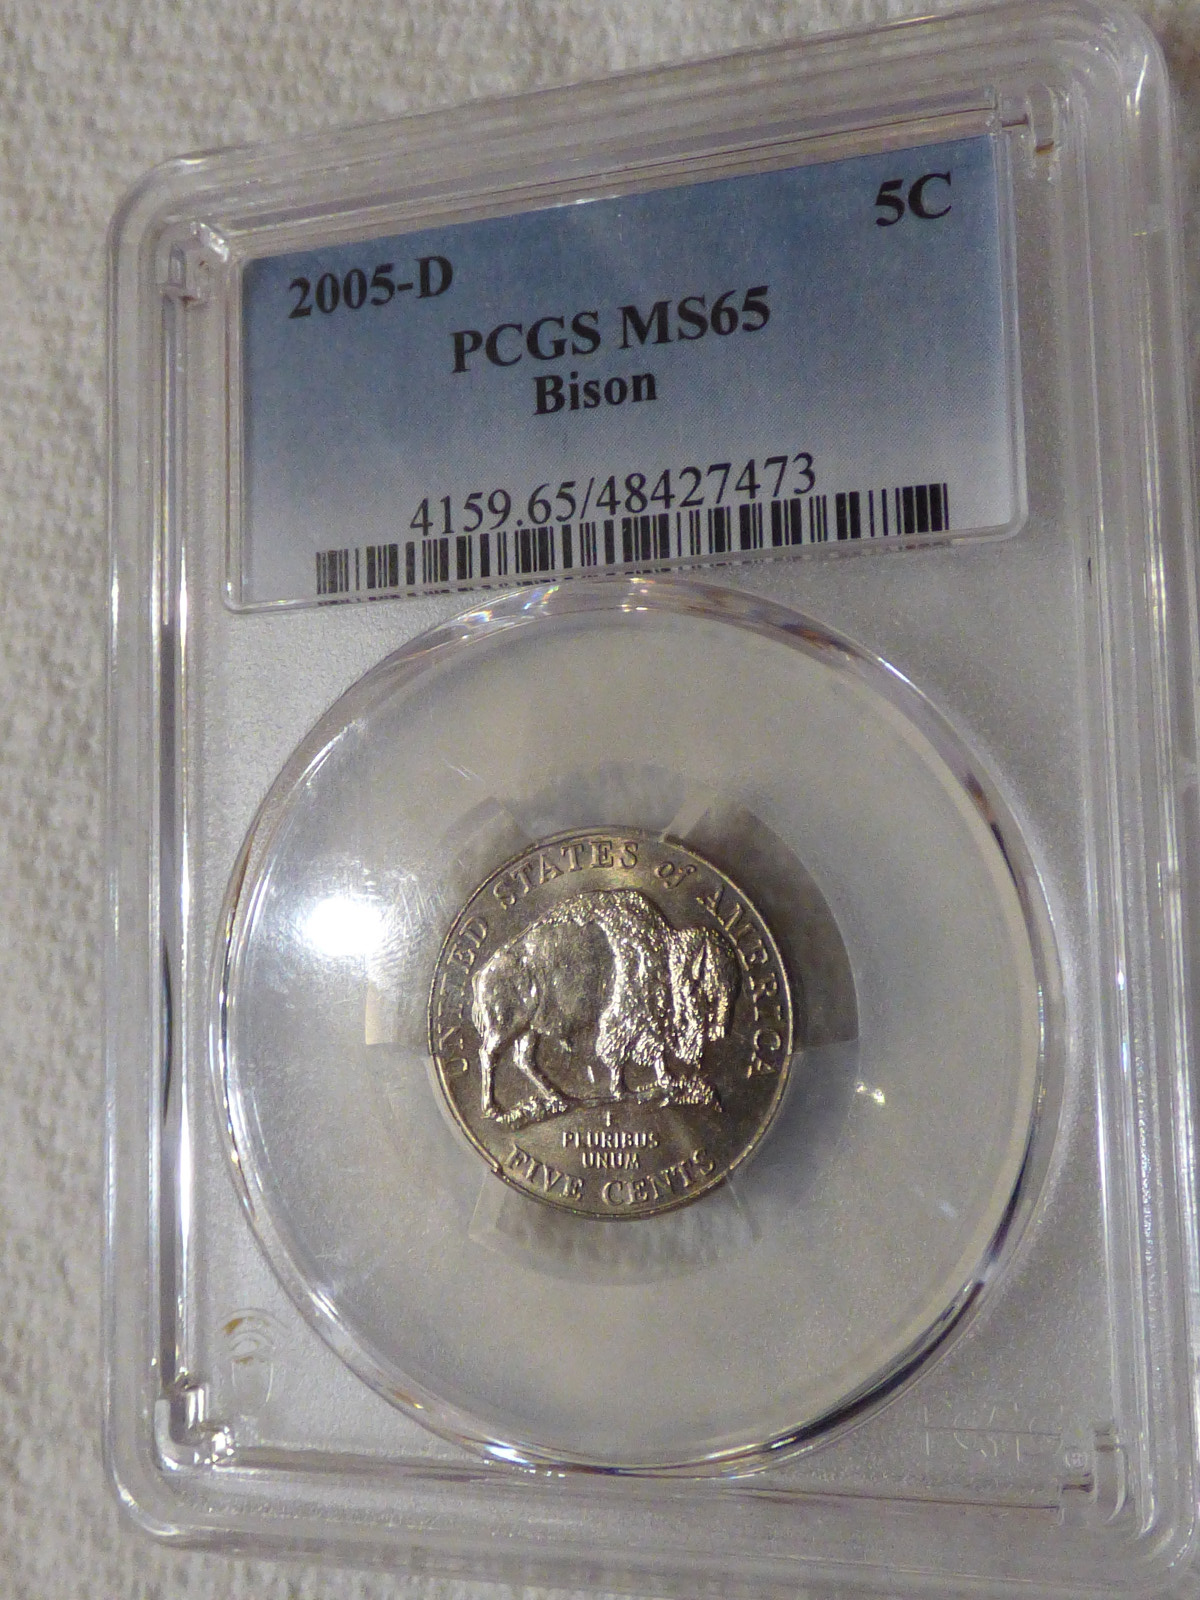 2005-D 5C
PCGS MS65
Bison
4159.65/48427473
UNITED STATES of AMERICA
PLURIBUS
UNUM
FIVE CENTS